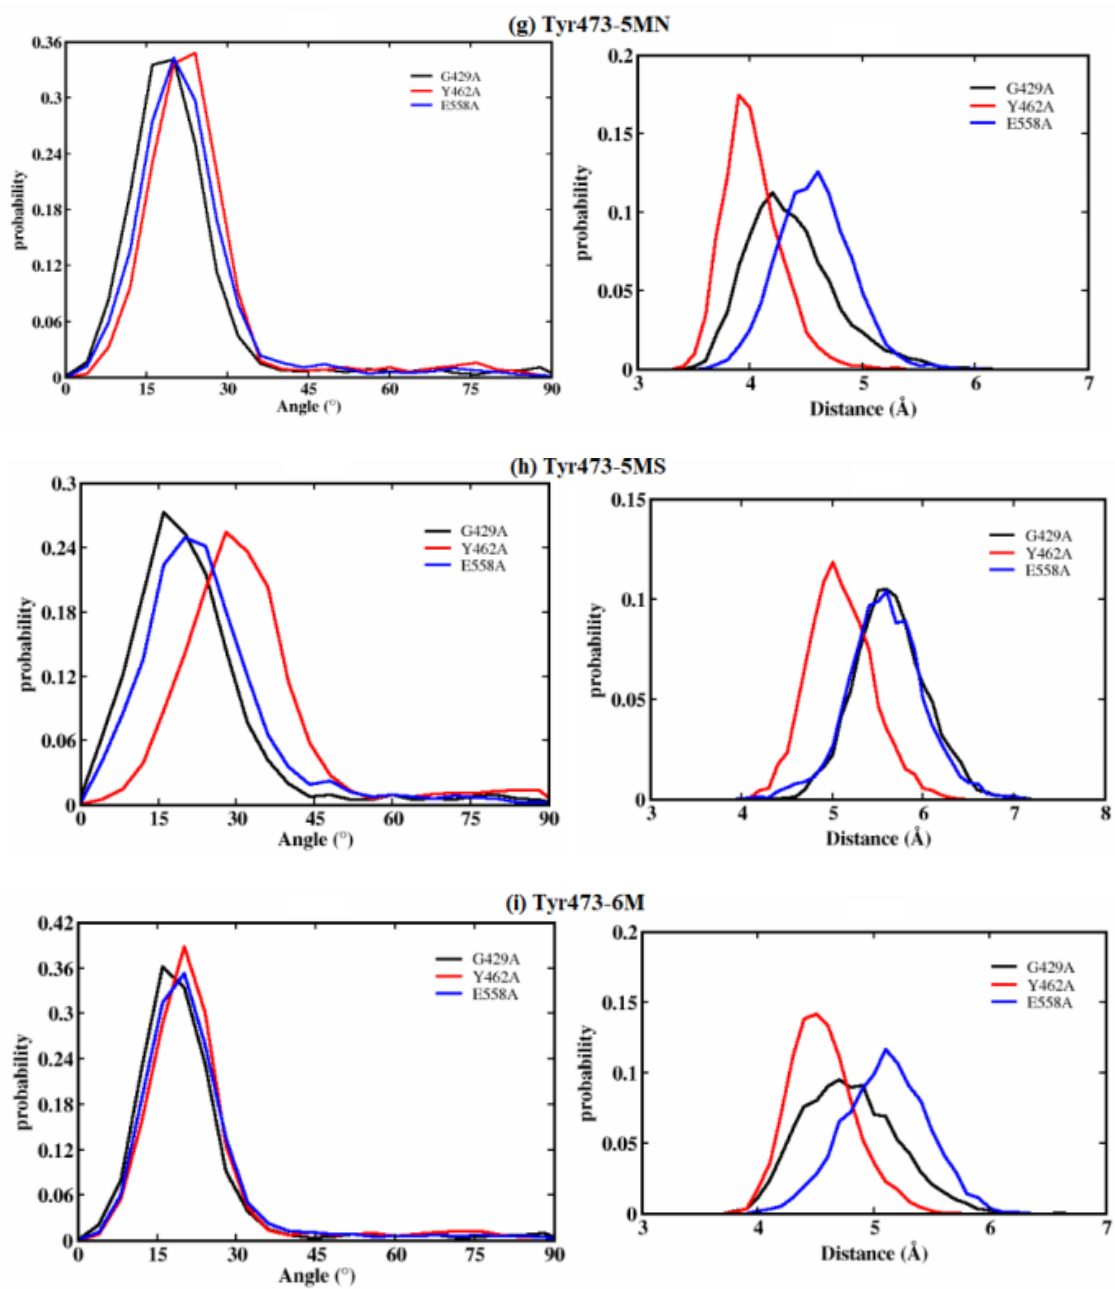 (g) Tyr473-5MN
0.36
0.3
0.24
0.18
0.12
0.06
0
probability
0
15
30
45
60
75
90
Angle (°)
G429A
Y462A
E558A
0.2
0.15
0.1
0.05
0
probability
3
4
5
6
7
Distance (Å)
G429A
Y462A
E558A
(h) Tyr473-5MS
0.3
0.24
0.18
0.12
0.06
0
probability
0
15
30
45
60
75
90
Angle (°)
G429A
Y462A
E558A
0.15
0.1
0.05
0
probability
3
4
5
6
7
8
Distance (Å)
G429A
Y462A
E558A
(i) Tyr473-6M
0.42
0.36
0.3
0.24
0.18
0.12
0.06
0
probability
0
15
30
45
60
75
90
Angle (°)
G429A
Y462A
E558A
0.2
0.15
0.1
0.05
0
probability
3
4
5
6
7
Distance (Å)
G429A
Y462A
E558A